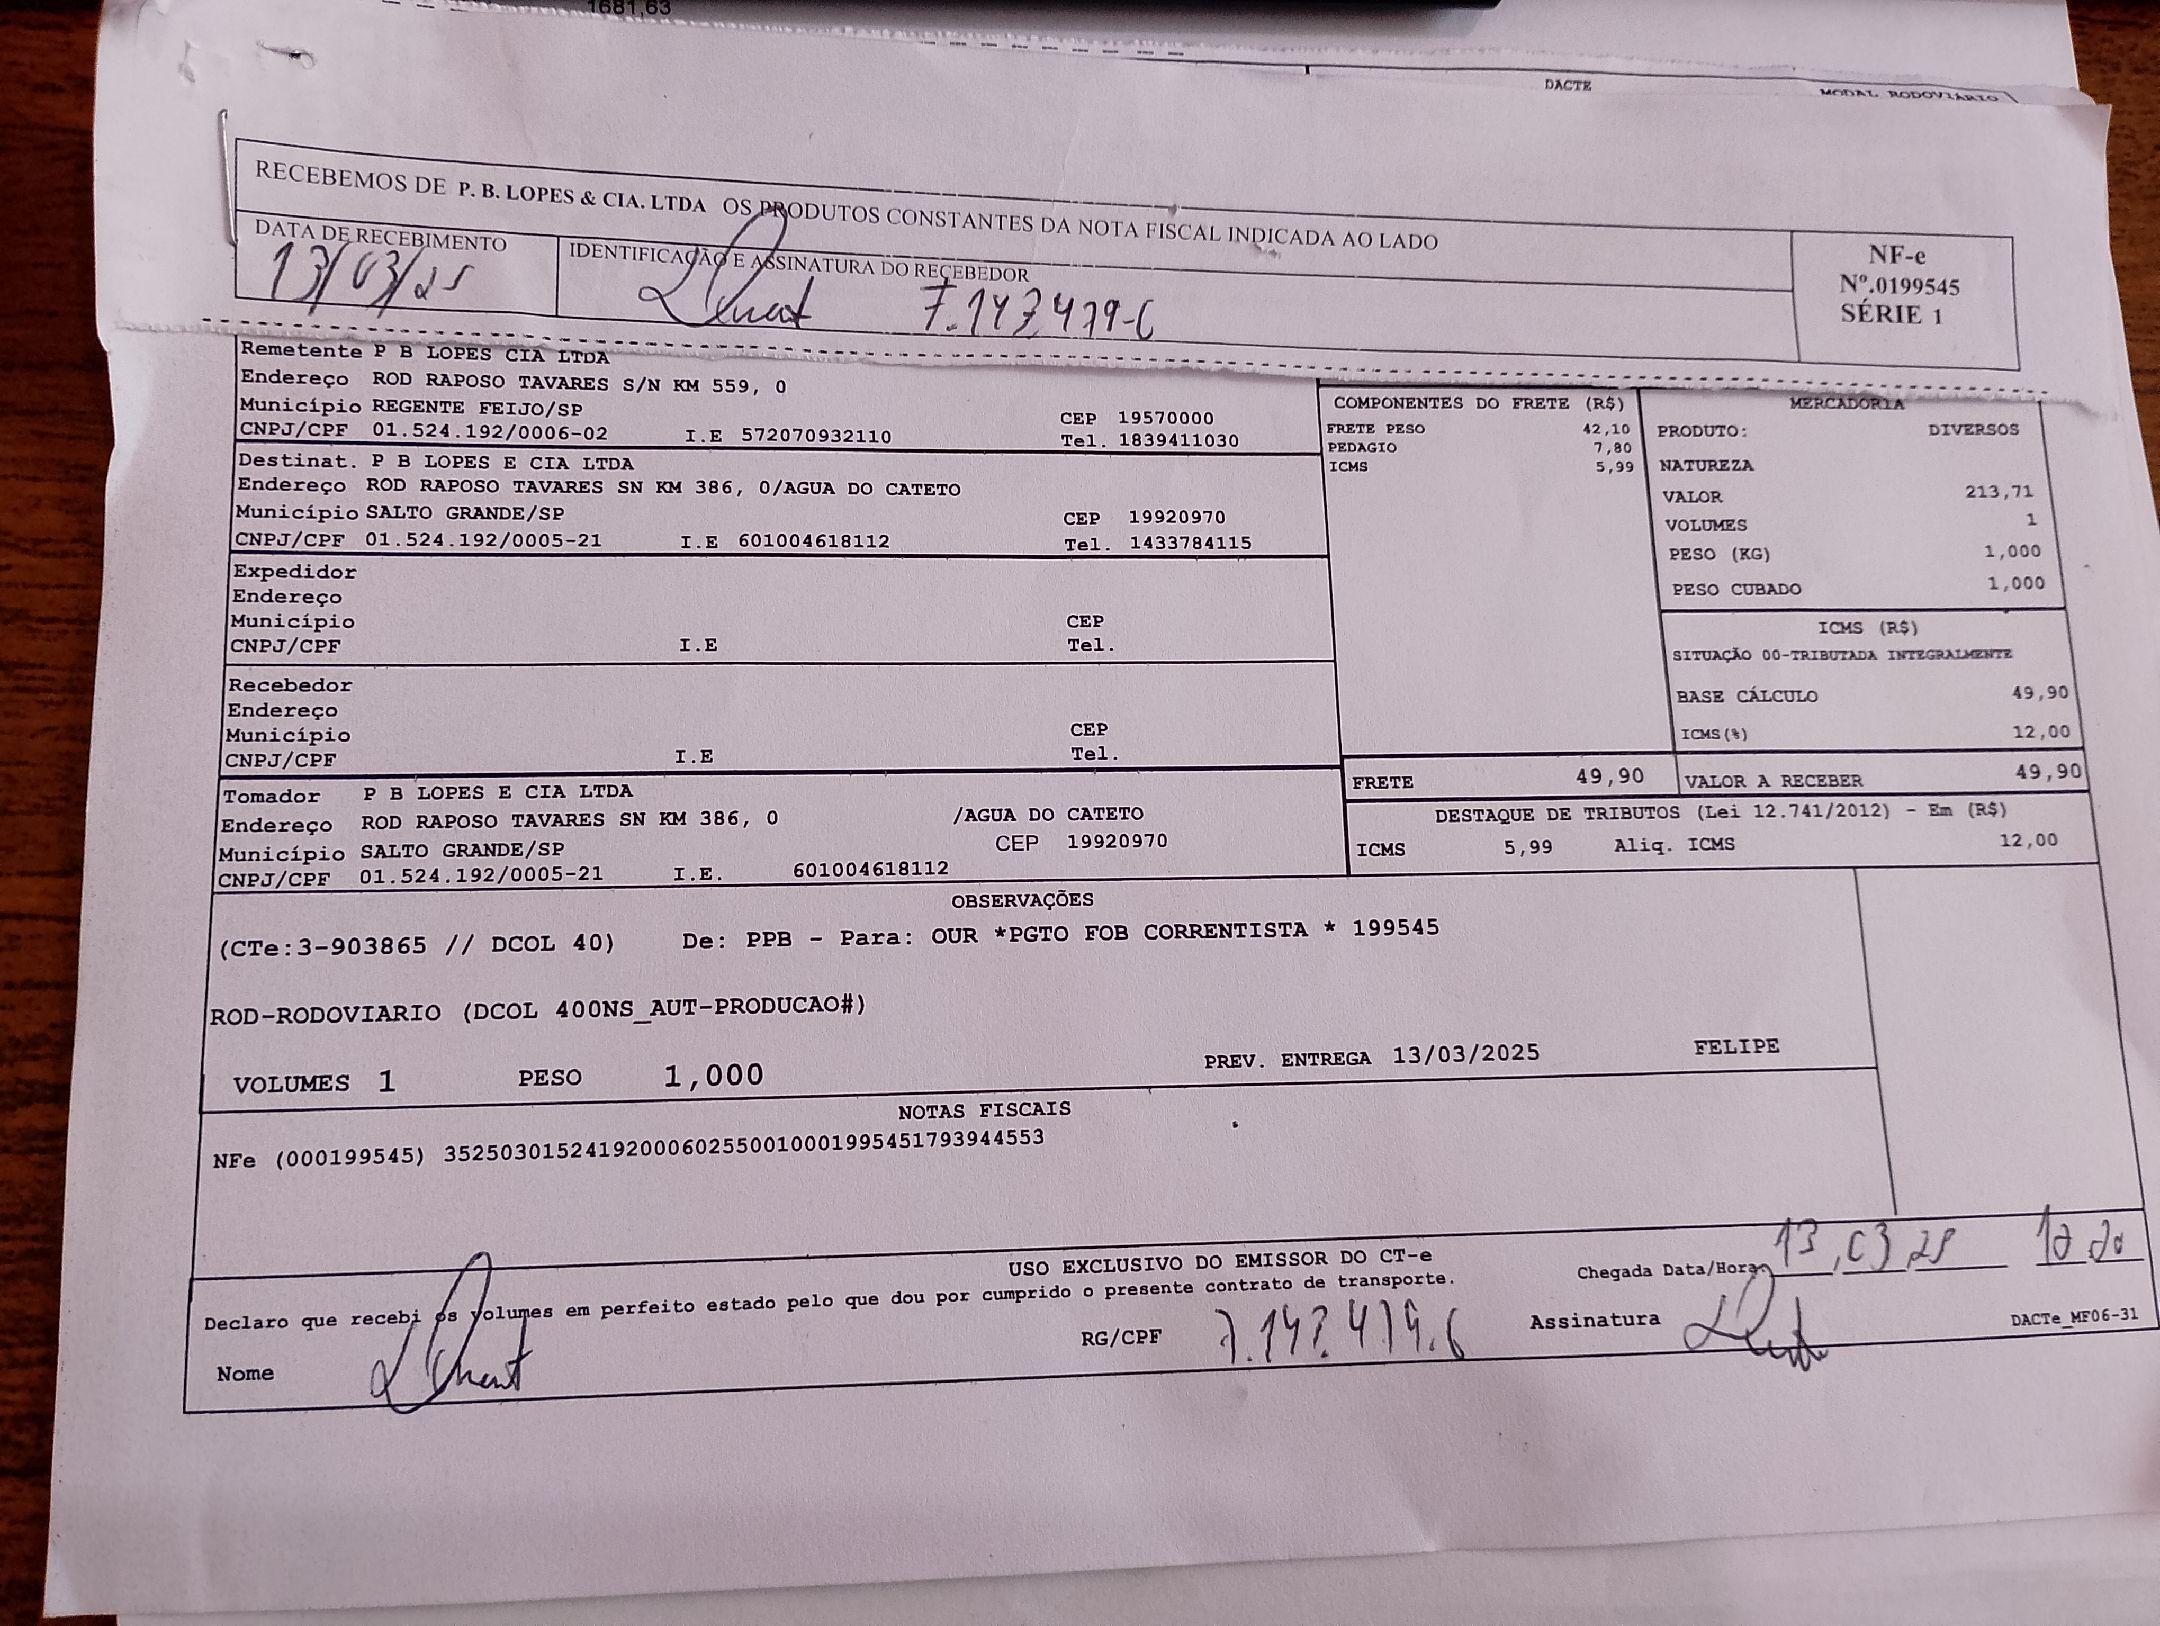 1681,63
DACTE
MODAL RODOVIARIO
RECEBEMOS DE P. B. LOPES & CIA. LTDA OS PRODUTOS CONSTANTES DA NOTA FISCAL INDICADA AO LADO
DATA DE RECEBIMENTO
13/03/25
IDENTIFICAÇÃO E ASSINATURA DO RECEBEDOR
7.147.479-6
NF-e
Nº.0199545
SÉRIE 1
Remetente P B LOPES CIA LTDA
Endereço ROD RAPOSO TAVARES S/N KM 559, 0
Município REGENTE FEIJO/SP CEP 19570000
CNPJ/CPF 01.524.192/0006-02 I.E 572070932110 Tel. 1839411030
Destinat. P B LOPES E CIA LTDA
Endereço ROD RAPOSO TAVARES SN KM 386, 0/AGUA DO CATETO
Município SALTO GRANDE/SP CEP 19920970
CNPJ/CPF 01.524.192/0005-21 I.E 601004618112 Tel. 1433784115
Expedidor
Endereço
Município CEP
CNPJ/CPF I.E Tel.
Recebedor
Endereço
Município CEP
CNPJ/CPF I.E Tel.
Tomador P B LOPES E CIA LTDA
Endereço ROD RAPOSO TAVARES SN KM 386, 0 /AGUA DO CATETO
Município SALTO GRANDE/SP CEP 19920970
CNPJ/CPF 01.524.192/0005-21 I.E. 601004618112
COMPONENTES DO FRETE (R$)
FRETE PESO 42,10
PEDAGIO 7,80
ICMS 5,99
MERCADORIA
PRODUTO: DIVERSOS
NATUREZA
VALOR 213,71
VOLUMES 1
PESO (KG) 1,000
PESO CUBADO 1,000
ICMS (R$)
SITUAÇÃO 00-TRIBUTADA INTEGRALMENTE
BASE CÁLCULO 49,90
ICMS(%) 12,00
FRETE 49,90 VALOR A RECEBER 49,90
DESTAQUE DE TRIBUTOS (Lei 12.741/2012) - Em (R$)
ICMS 5,99 Aliq. ICMS 12,00
OBSERVAÇÕES
(CTe:3-903865 // DCOL 40) De: PPB - Para: OUR *PGTO FOB CORRENTISTA * 199545
ROD-RODOVIARIO (DCOL 400NS_AUT-PRODUCAO#)
VOLUMES 1 PESO 1,000 PREV. ENTREGA 13/03/2025 FELIPE
NOTAS FISCAIS
NFe (000199545) 35250301524192000602550010001995451793944553
USO EXCLUSIVO DO EMISSOR DO CT-e
Declaro que recebi os volumes em perfeito estado pelo que dou por cumprido o presente contrato de transporte.
Chegada Data/Hora 13,03,25
Nome
RG/CPF 7.147.479.6
Assinatura
DACTe_MF06-31